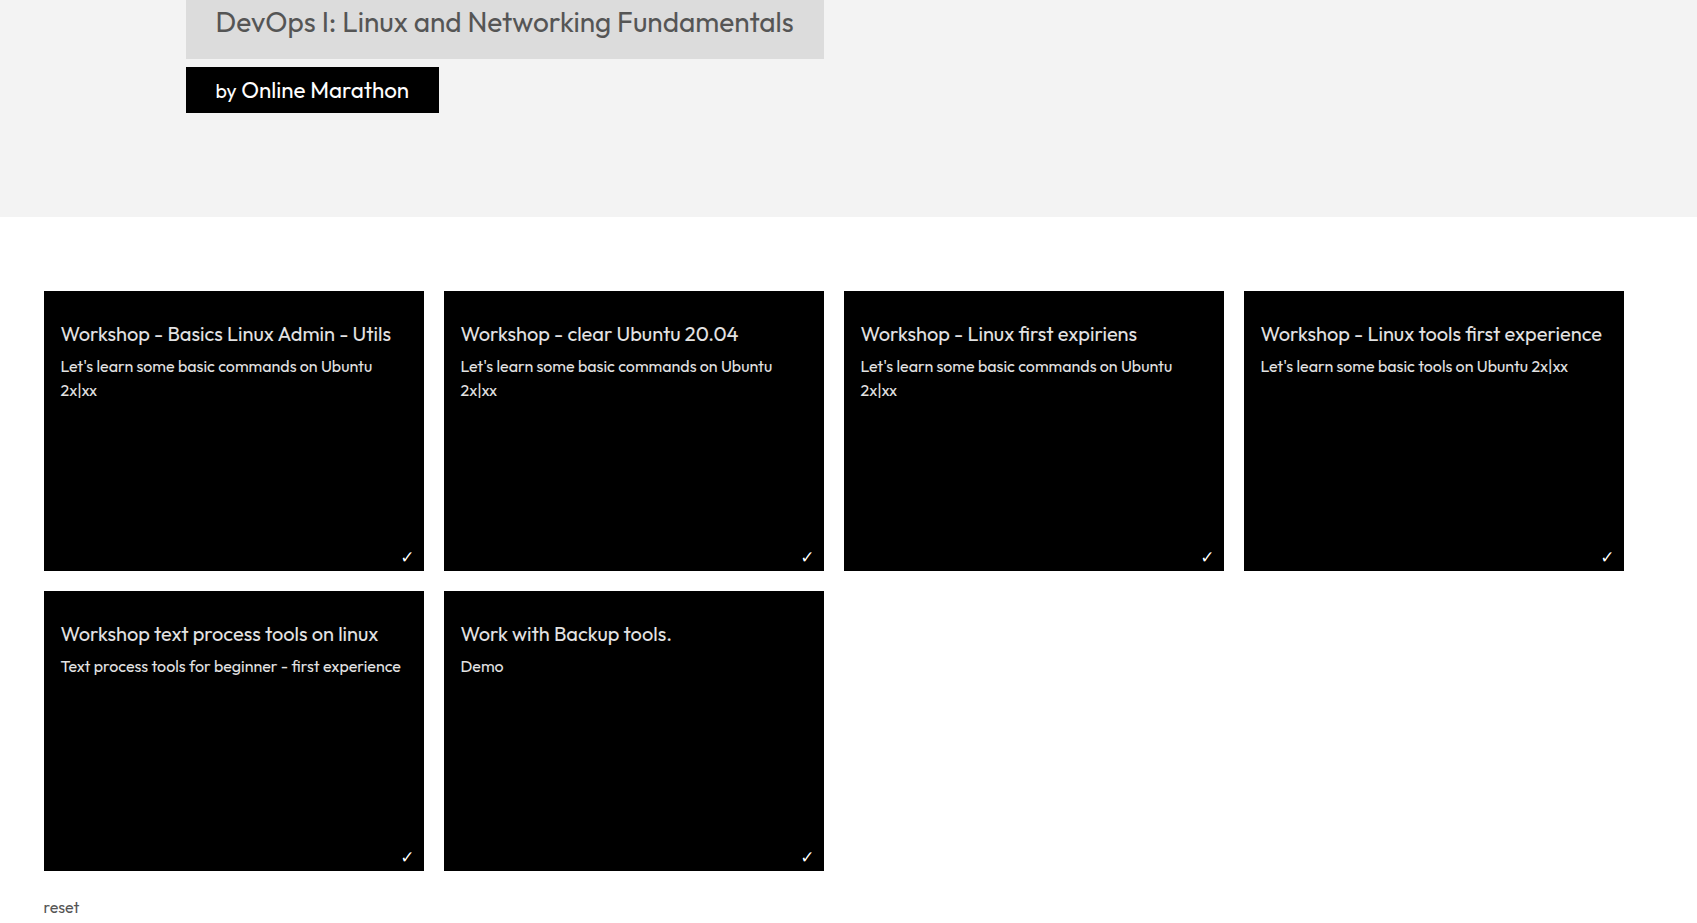 DevOps I: Linux and Networking Fundamentals
by Online Marathon
Workshop - Basics Linux Admin - Utils
Let's learn some basic commands on Ubuntu
2x|xx
✓
Workshop - clear Ubuntu 20.04
Let's learn some basic commands on Ubuntu
2x|xx
✓
Workshop - Linux first expiriens
Let's learn some basic commands on Ubuntu
2x|xx
✓
Workshop - Linux tools first experience
Let's learn some basic tools on Ubuntu 2x|xx
✓
Workshop text process tools on linux
Text process tools for beginner - first experience
✓
Work with Backup tools.
Demo
✓
reset